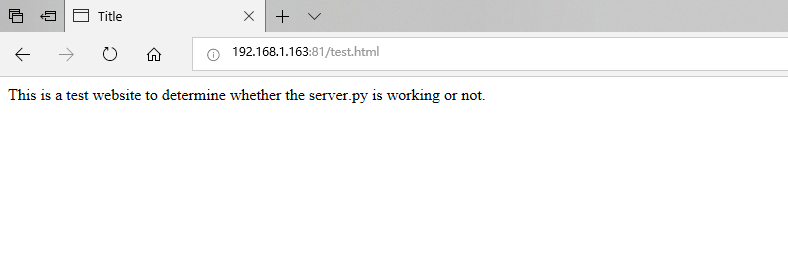 Title
192.168.1.163:81/test.html
This is a test website to determine whether the server.py is working or not.